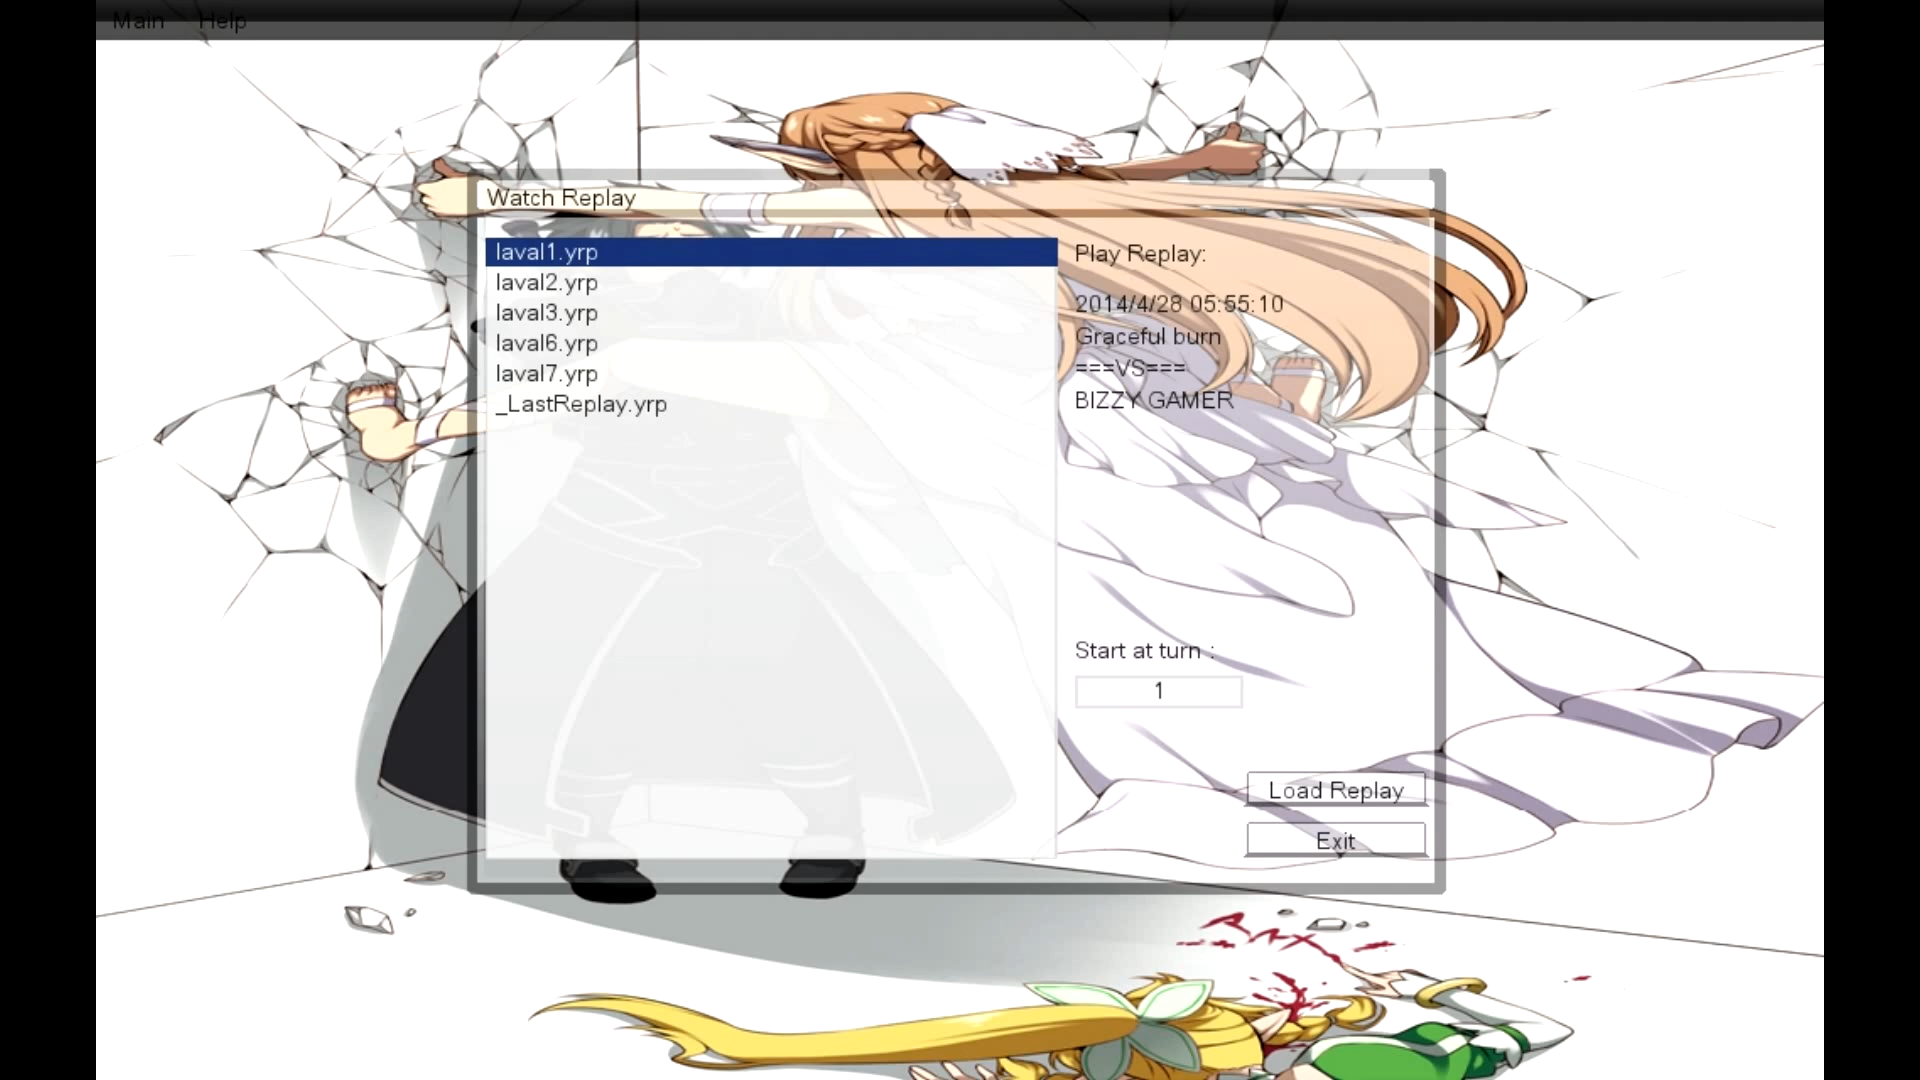 Main Help
Watch Replay
laval1.yrp
laval2.yrp
laval3.yrp
laval6.yrp
laval7.yrp
_LastReplay.yrp
Play Replay:
2014/4/28 05:55:10
Graceful burn
===VS===
BIZZY GAMER
Start at turn :
1
Load Replay
Exit